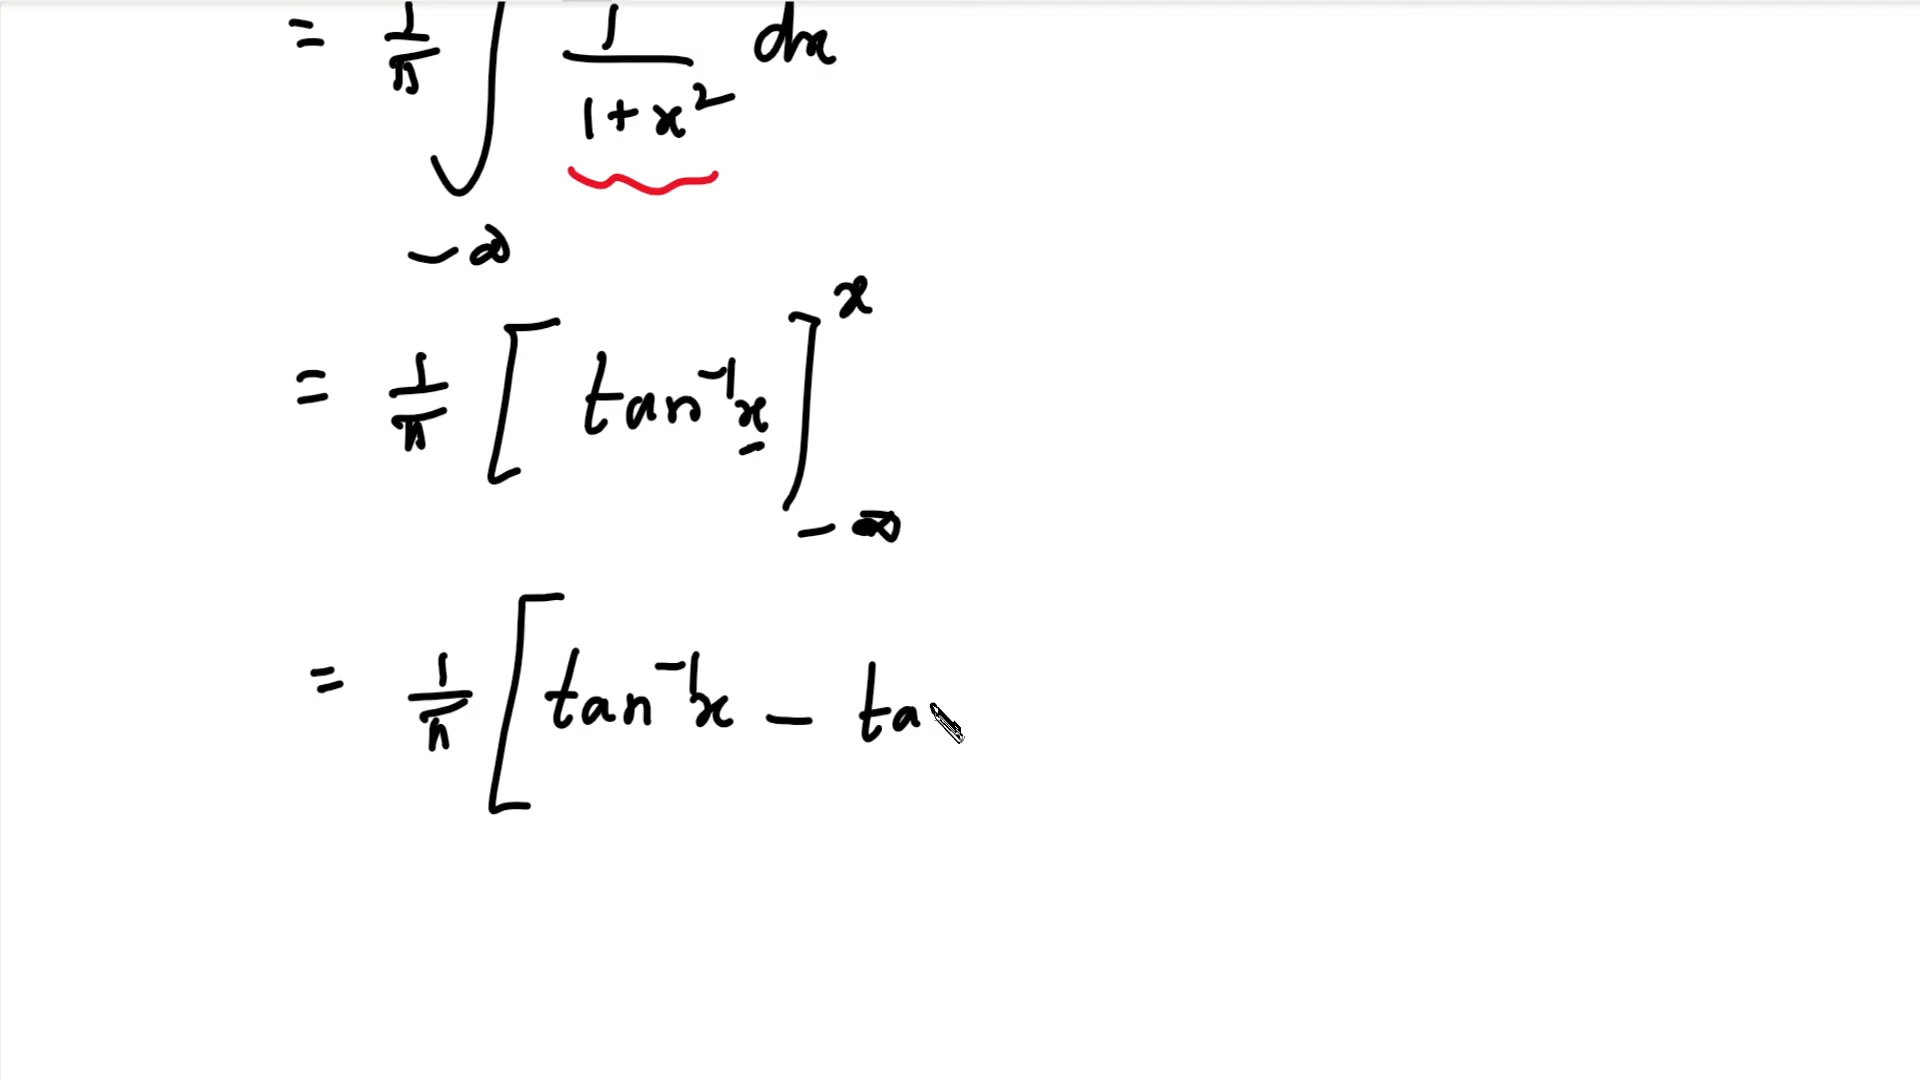 = 1/π ∫_{-∞} 1/(1+x²) dx
= 1/π [ tan⁻¹x ]_{-∞}^{x}
= 1/π [ tan⁻¹x − ta